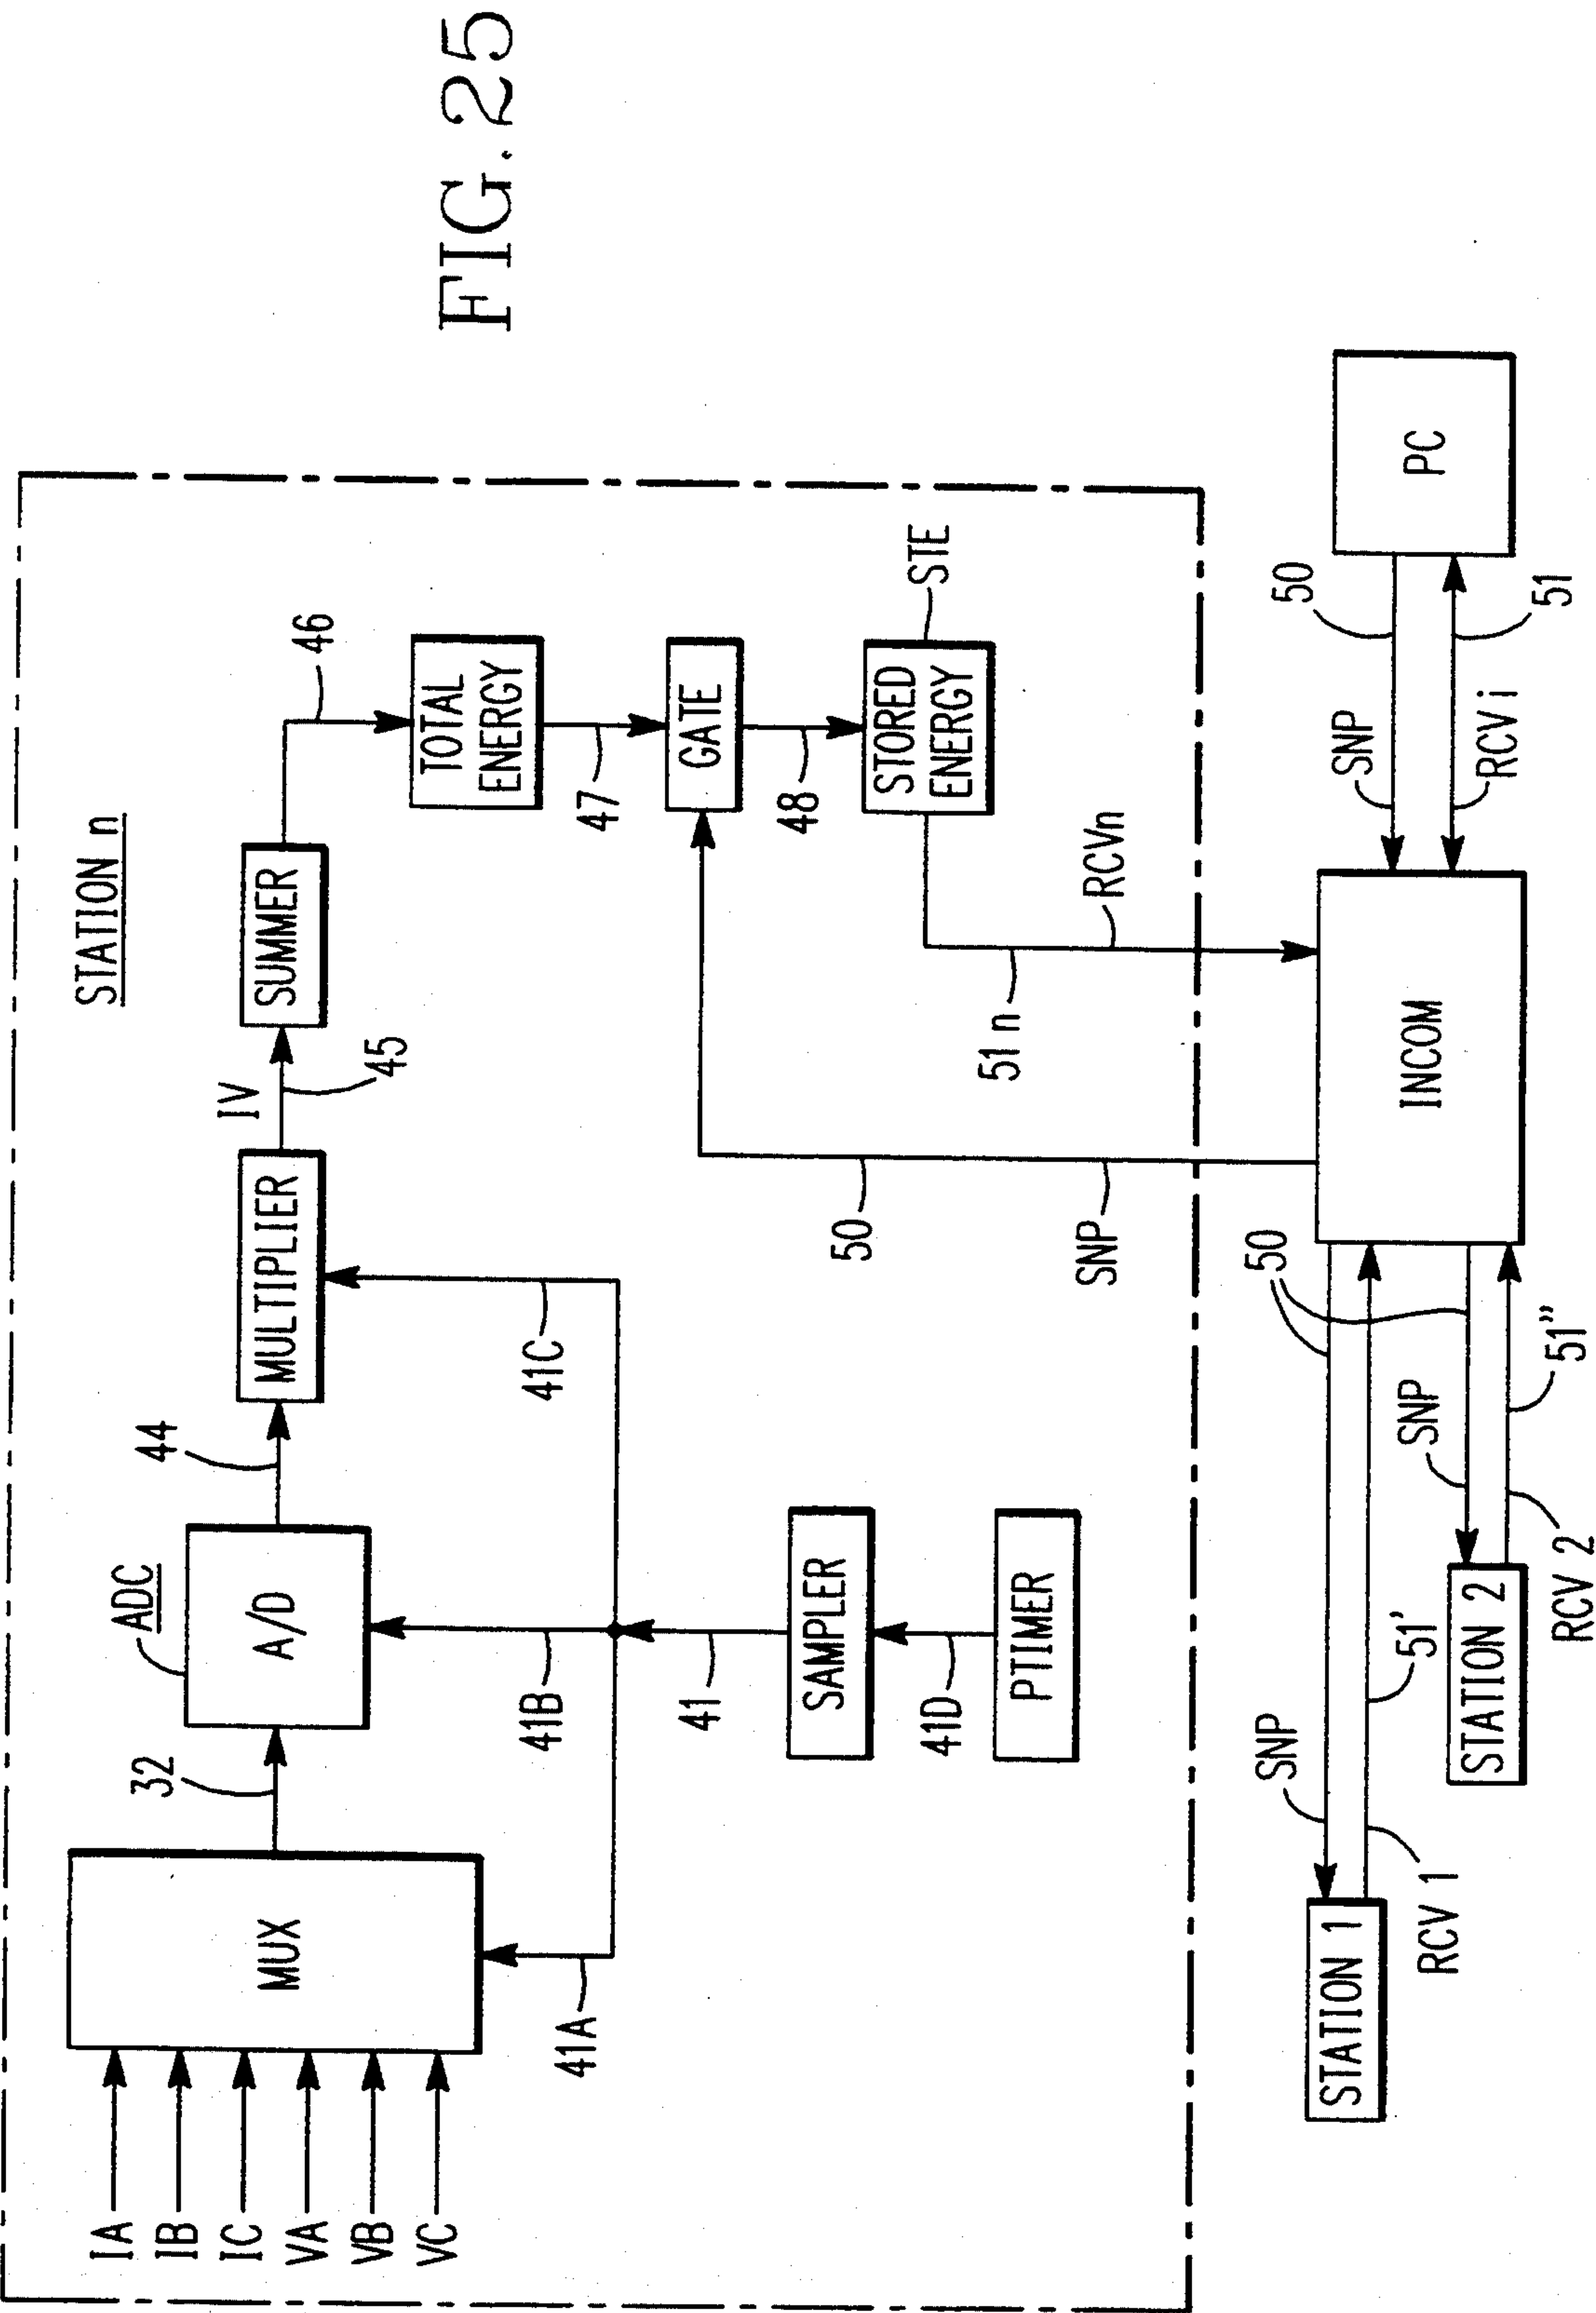 STATION n
IA
IB
IC
VA
VB
VC
MUX
32
ADC
A/D
44
MULTIPLIER
IV
45
SUMMER
46
TOTAL
ENERGY
47
GATE
48
STORED
ENERGY
STE
41A
41B
41C
41
SAMPLER
41D
PTIMER
50
SNP
51n
RCVn
STATION 1
SNP
RCV 1
51'
50
STATION 2
SNP
RCV 2
51"
INCOM
SNP
50
RCVi
51
PC
FIG. 25